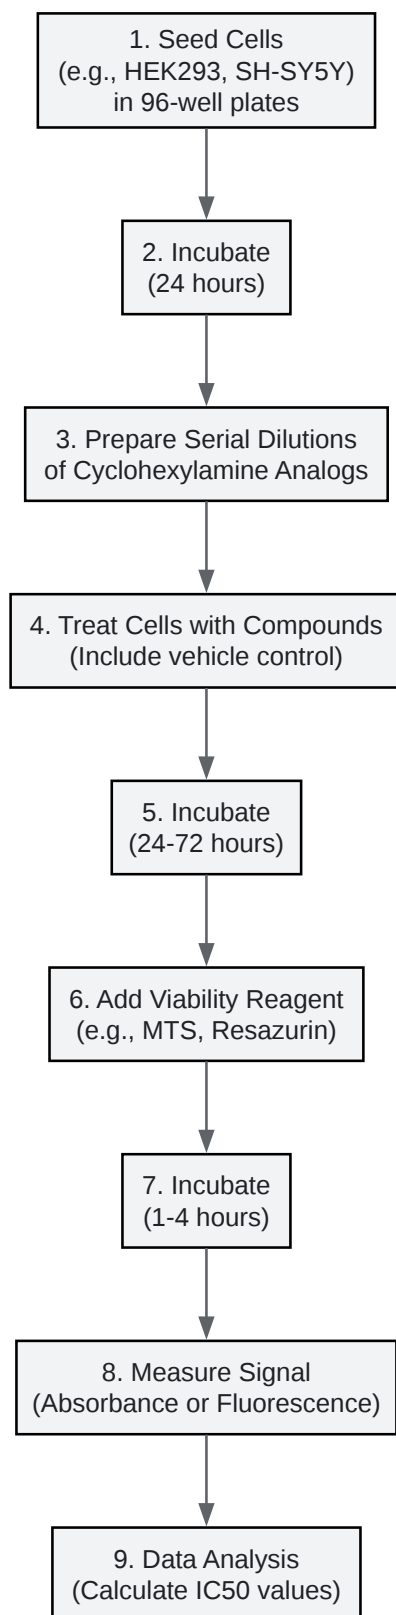 1. Seed Cells
(e.g., HEK293, SH-SY5Y)
in 96-well plates
2. Incubate
(24 hours)
3. Prepare Serial Dilutions
of Cyclohexylamine Analogs
4. Treat Cells with Compounds
(Include vehicle control)
5. Incubate
(24-72 hours)
6. Add Viability Reagent
(e.g., MTS, Resazurin)
7. Incubate
(1-4 hours)
8. Measure Signal
(Absorbance or Fluorescence)
9. Data Analysis
(Calculate IC50 values)